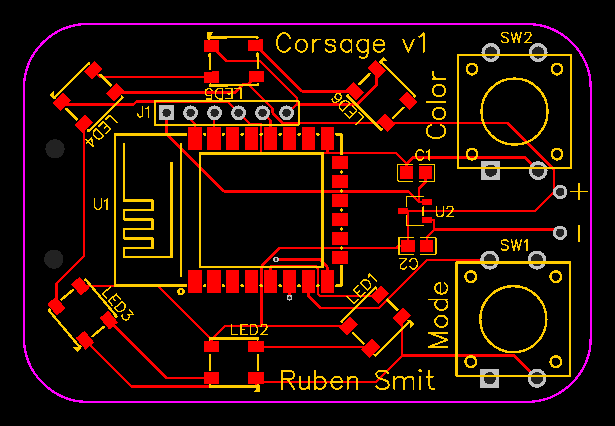 Corsage v1
SW2
Color
LED5
LED6
LED4
J1
C1
U1
U2
+
SW1
C2
−
LED1
LED3
Mode
LED2
Ruben Smit